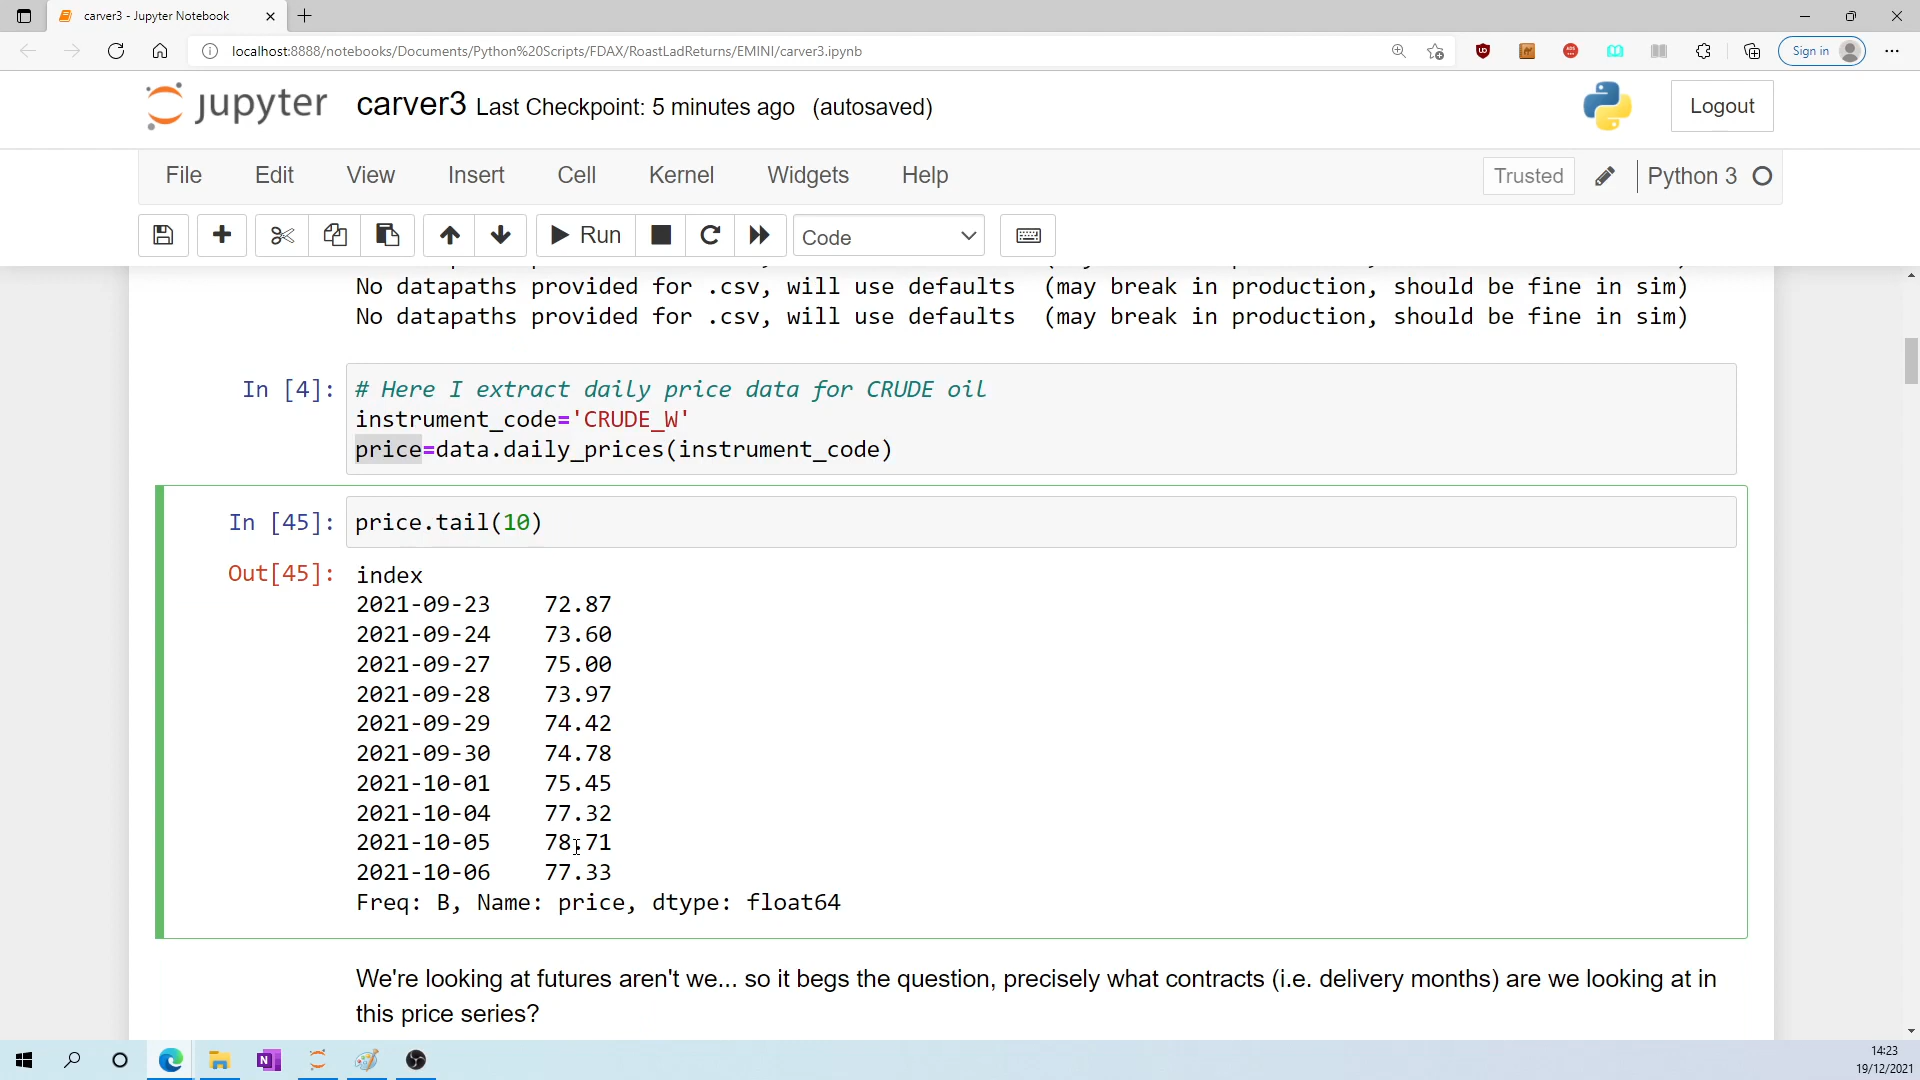 carver3 - Jupyter Notebook
localhost:8888/notebooks/Documents/Python%20Scripts/FDAX/RoastLadReturns/EMINI/carver3.ipynb
Sign in
jupyter carver3 Last Checkpoint: 5 minutes ago (autosaved)
Logout
File Edit View Insert Cell Kernel Widgets Help
Trusted Python 3
Run Code
No datapaths provided for .csv, will use defaults  (may break in production, should be fine in sim)
No datapaths provided for .csv, will use defaults  (may break in production, should be fine in sim)
In [4]: # Here I extract daily price data for CRUDE oil
instrument_code='CRUDE_W'
price=data.daily_prices(instrument_code)
In [45]: price.tail(10)
Out[45]: index
2021-09-23    72.87
2021-09-24    73.60
2021-09-27    75.00
2021-09-28    73.97
2021-09-29    74.42
2021-09-30    74.78
2021-10-01    75.45
2021-10-04    77.32
2021-10-05    78.71
2021-10-06    77.33
Freq: B, Name: price, dtype: float64
We're looking at futures aren't we... so it begs the question, precisely what contracts (i.e. delivery months) are we looking at in
this price series?
14:23
19/12/2021